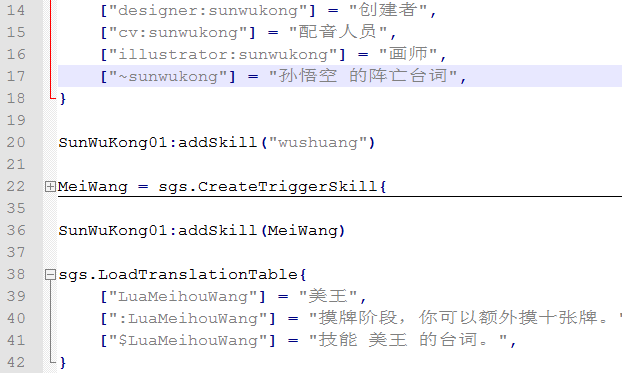 14 ["designer:sunwukong"] = "创建者",
15 ["cv:sunwukong"] = "配音人员",
16 ["illustrator:sunwukong"] = "画师",
17 ["~sunwukong"] = "孙悟空 的阵亡台词",
18 }
19
20 SunWuKong01:addSkill("wushuang")
21
22 MeiWang = sgs.CreateTriggerSkill{
35
36 SunWuKong01:addSkill(MeiWang)
37
38 sgs.LoadTranslationTable{
39 ["LuaMeihouWang"] = "美王",
40 [":LuaMeihouWang"] = "摸牌阶段，你可以额外摸十张牌。"
41 ["$LuaMeihouWang"] = "技能 美王 的台词。",
42 }